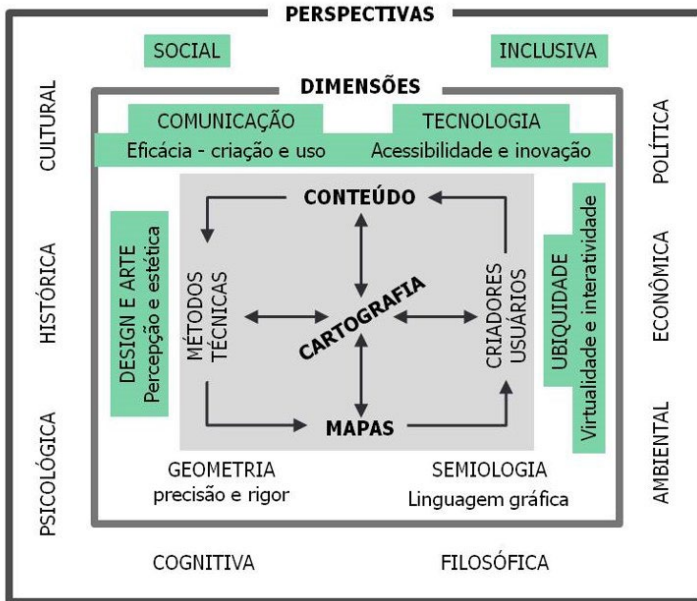 PERSPECTIVAS
SOCIAL
INCLUSIVA
CULTURAL
HISTÓRICA
PSICOLÓGICA
POLÍTICA
ECONÔMICA
AMBIENTAL
DIMENSÕES
COMUNICAÇÃO
Eficácia - criação e uso
TECNOLOGIA
Acessibilidade e inovação
DESIGN E ARTE
Percepção e estética
CONTEÚDO
MÉTODOS
TÉCNICAS
CARTOGRAFIA
CRIADORES
USUÁRIOS
MAPAS
UBIQUIDADE
Virtualidade e interatividade
GEOMETRIA
precisão e rigor
SEMIOLOGIA
Linguagem gráfica
COGNITIVA
FILOSÓFICA